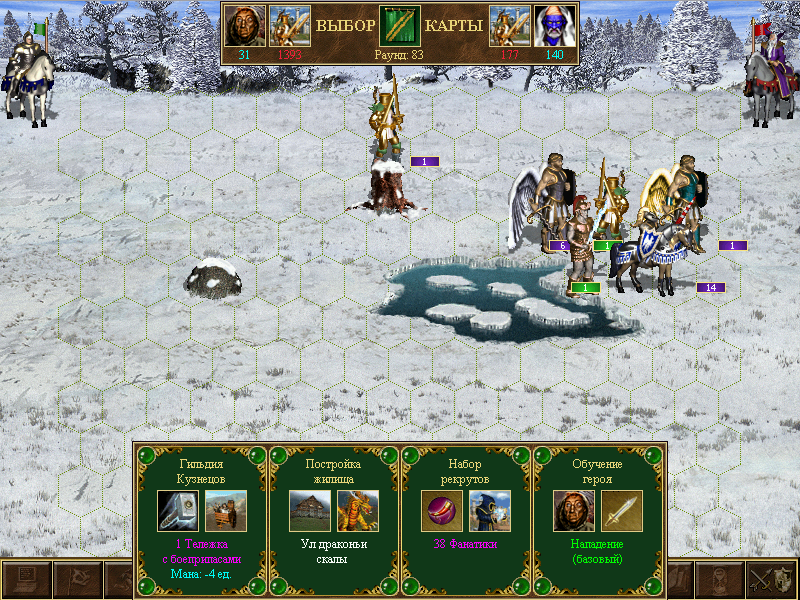 ВЫБОР КАРТЫ
31 1393 Раунд: 83 177 140
1
6 1 1
1 14
Гильдия
Кузнецов
1 Тележка
с боеприпасами
Мана: -4 ед.
Постройка
жилища
Ул драконьи
скалы
Набор
рекрутов
38 Фанатики
Обучение
героя
Нападение
(базовый)